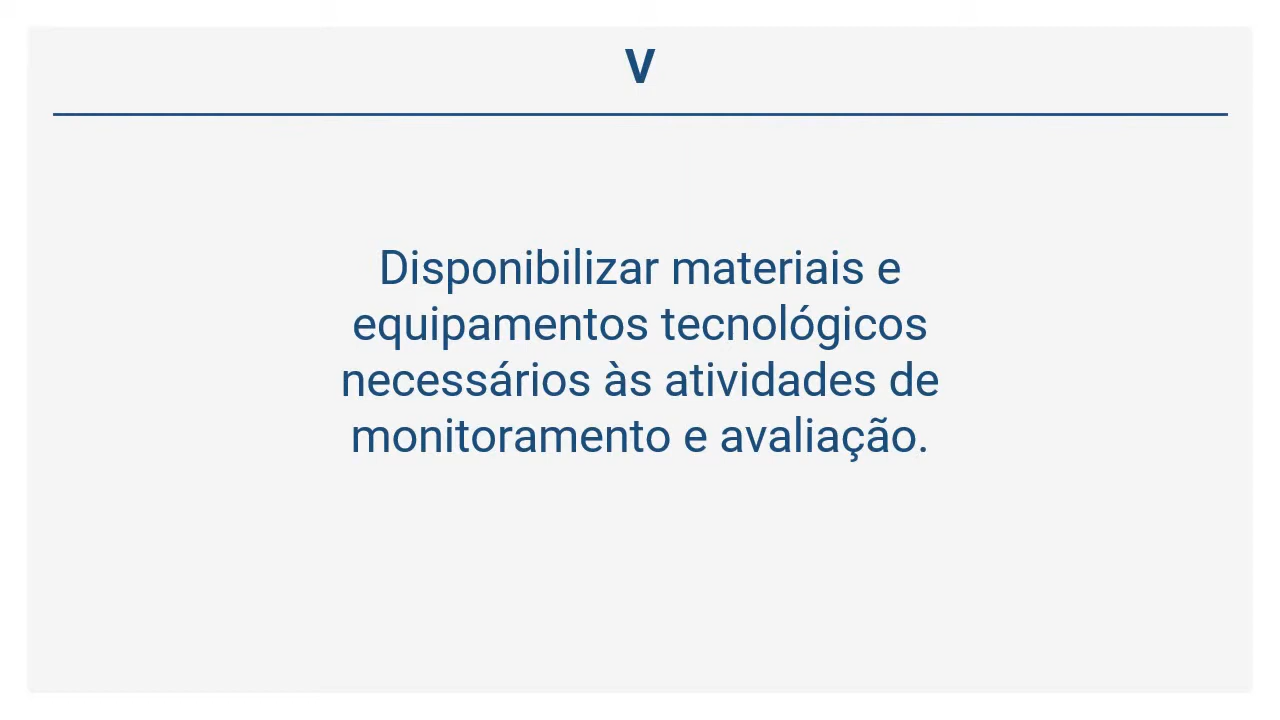 V
Disponibilizar materiais e
equipamentos tecnológicos
necessários às atividades de
monitoramento e avaliação.